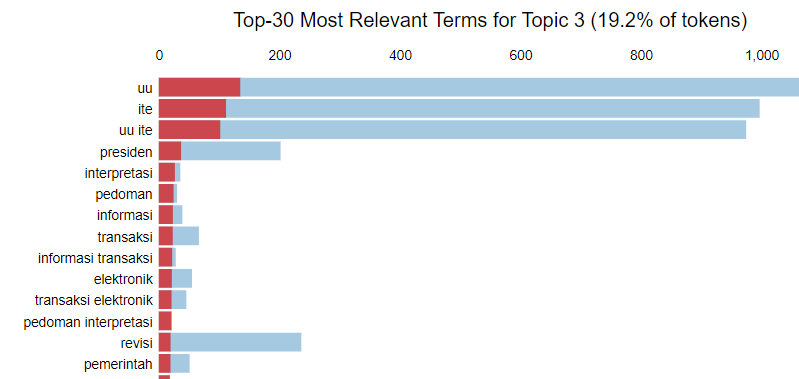 Top-30 Most Relevant Terms for Topic 3 (19.2% of tokens)
0 200 400 600 800 1,000
uu
ite
uu ite
presiden
interpretasi
pedoman
informasi
transaksi
informasi transaksi
elektronik
transaksi elektronik
pedoman interpretasi
revisi
pemerintah